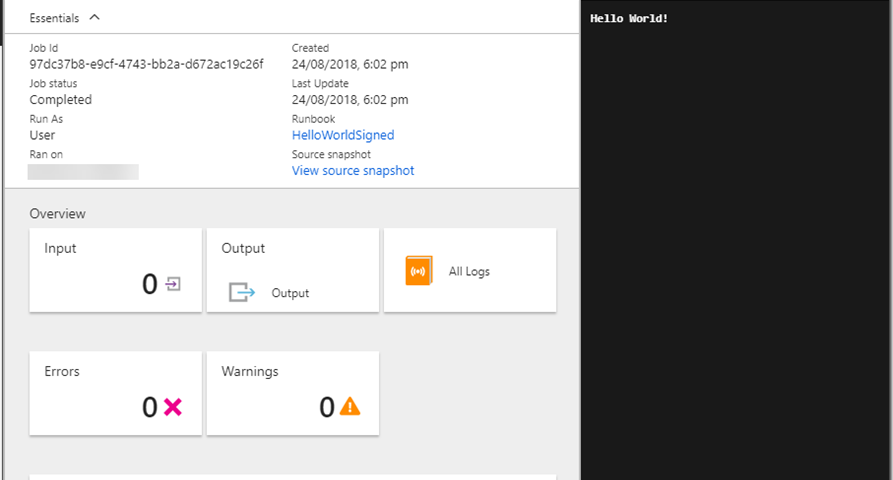 Essentials
Job Id
97dc37b8-e9cf-4743-bb2a-d672ac19c26f
Job status
Completed
Run As
User
Ran on
Created
24/08/2018, 6:02 pm
Last Update
24/08/2018, 6:02 pm
Runbook
HelloWorldSigned
Source snapshot
View source snapshot
Overview
Input
0
Output
Output
All Logs
Errors
0
Warnings
0
Hello World!